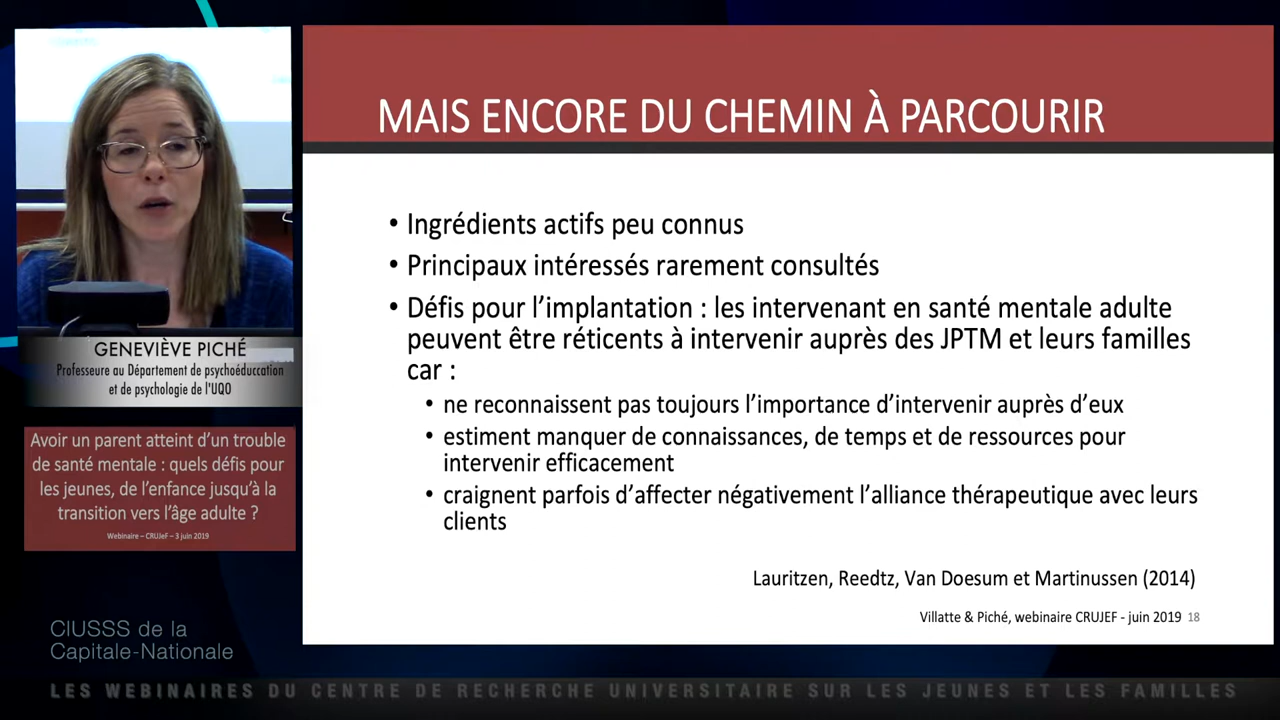 MAIS ENCORE DU CHEMIN À PARCOURIR
• Ingrédients actifs peu connus
• Principaux intéressés rarement consultés
• Défis pour l'implantation : les intervenant en santé mentale adulte
peuvent être réticents à intervenir auprès des JPTM et leurs familles
car :
• ne reconnaissent pas toujours l'importance d'intervenir auprès d'eux
• estiment manquer de connaissances, de temps et de ressources pour
intervenir efficacement
• craignent parfois d'affecter négativement l'alliance thérapeutique avec leurs
clients
Lauritzen, Reedtz, Van Doesum et Martinussen (2014)
Villatte & Piché, webinaire CRUJEF - juin 2019 18
GENEVIÈVE PICHÉ
Professeure au Département de psychoéduccation
et de psychologie de l'UQO
Avoir un parent atteint d'un trouble
de santé mentale : quels défis pour
les jeunes, de l'enfance jusqu'à la
transition vers l'âge adulte ?
Webinaire – CRUJeF – 3 juin 2019
CIUSSS de la
Capitale-Nationale
LES WEBINAIRES DU CENTRE DE RECHERCHE UNIVERSITAIRE SUR LES JEUNES ET LES FAMILLES